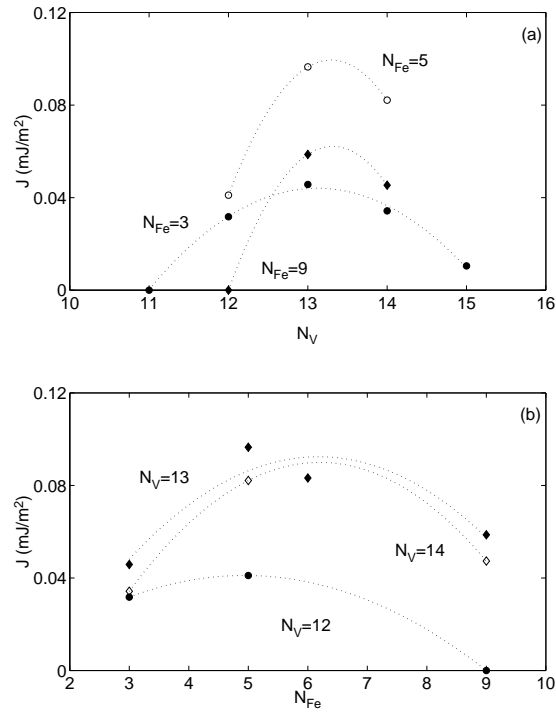 (a)
0.12
N_Fe=5
0.08
J (mJ/m²)
0.04
N_Fe=3
N_Fe=9
0
10 11 12 13 14 15 16
N_V
(b)
0.12
N_V=13
0.08
J (mJ/m²)
N_V=14
0.04
N_V=12
0
2 3 4 5 6 7 8 9 10
N_Fe